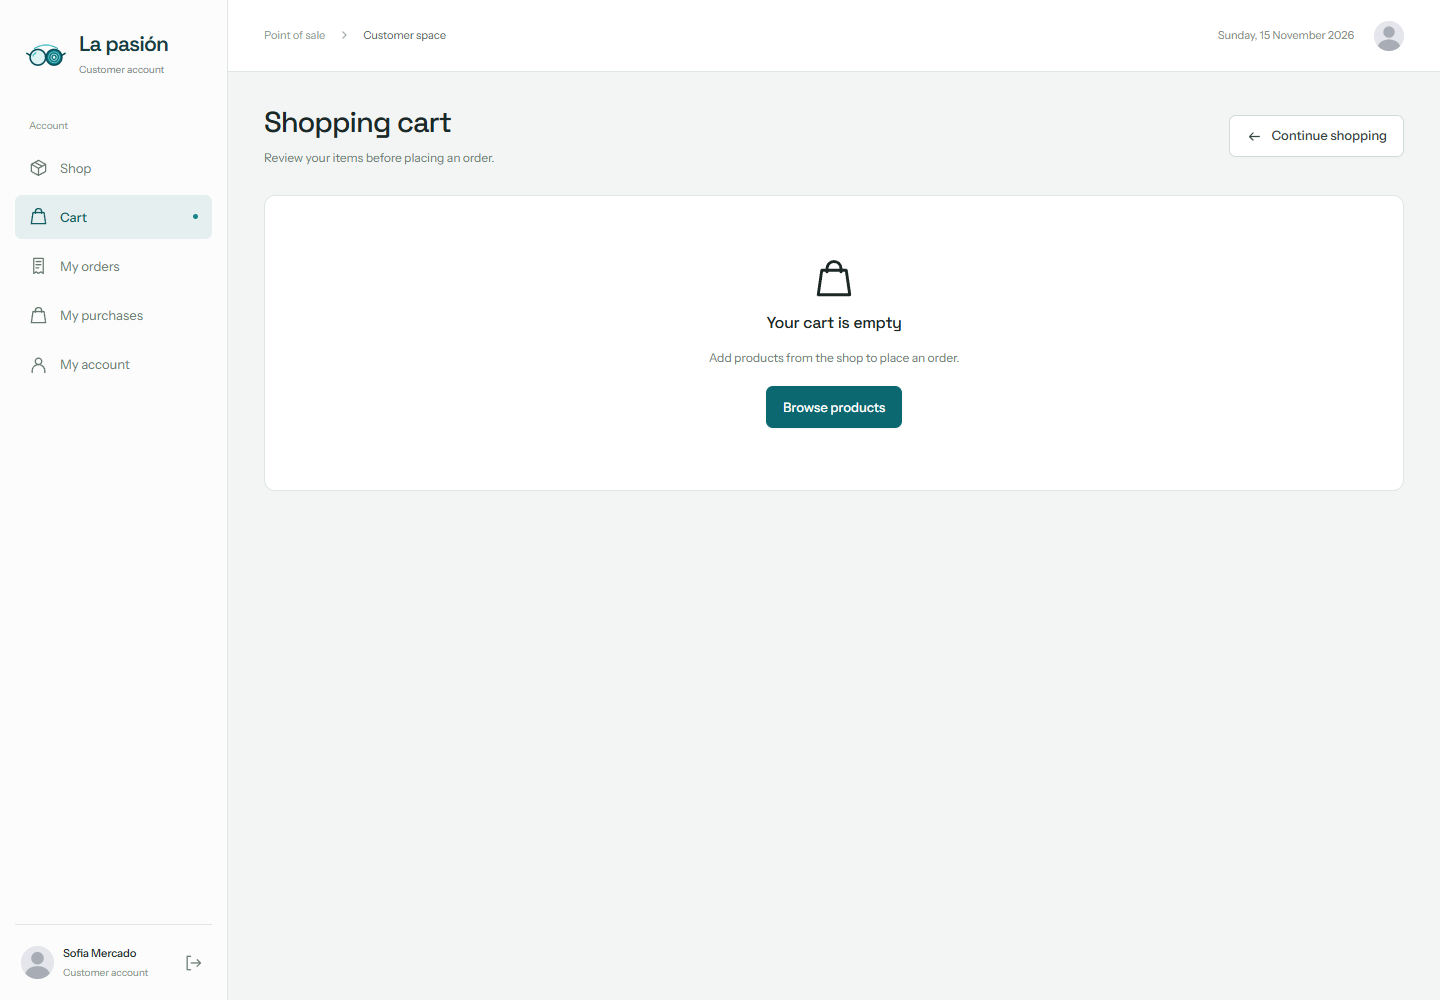 La pasión
Customer account
Account
Shop
Cart
My orders
My purchases
My account
Sofia Mercado
Customer account
Point of sale
Customer space
Sunday, 15 November 2026
Shopping cart
Review your items before placing an order.
Continue shopping
Your cart is empty
Add products from the shop to place an order.
Browse products